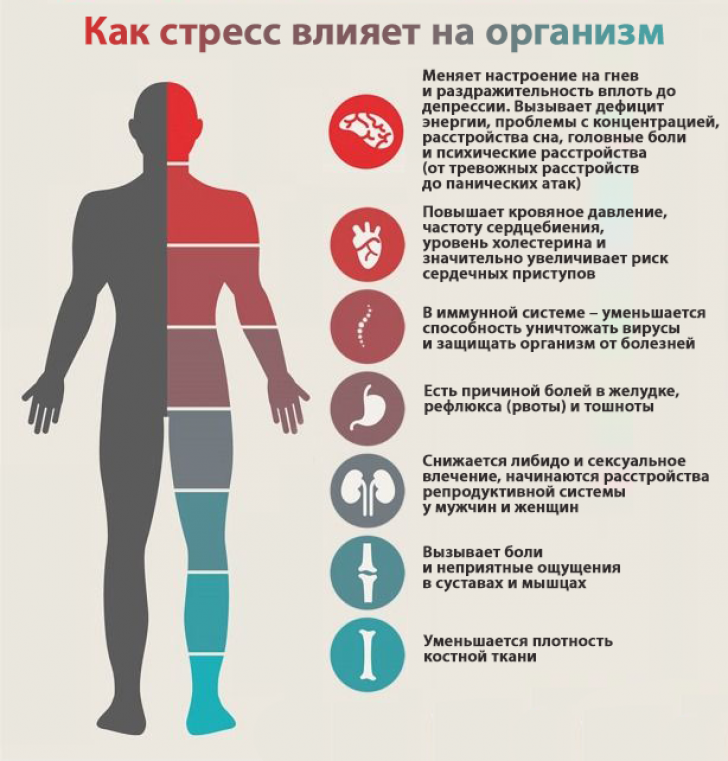 Как стресс влияет на организм
Меняет настроение на гнев
и раздражительность вплоть до
депрессии. Вызывает дефицит
энергии, проблемы с концентрацией,
расстройства сна, головные боли
и психические расстройства
(от тревожных расстройств
до панических атак)
Повышает кровяное давление,
частоту сердцебиения,
уровень холестерина и
значительно увеличивает риск
сердечных приступов
В иммунной системе – уменьшается
способность уничтожать вирусы
и защищать организм от болезней
Есть причиной болей в желудке,
рефлюкса (рвоты) и тошноты
Снижается либидо и сексуальное
влечение, начинаются расстройства
репродуктивной системы
у мужчин и женщин
Вызывает боли
и неприятные ощущения
в суставах и мышцах
Уменьшается плотность
костной ткани